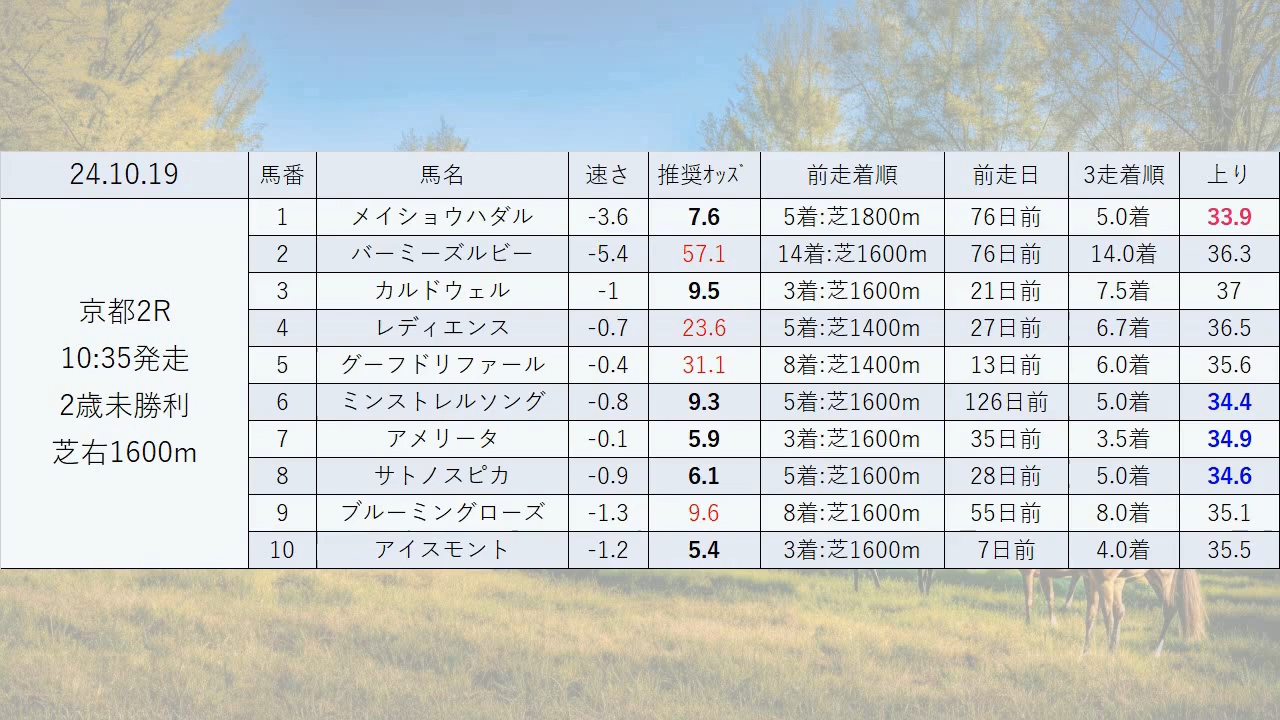 24.10.19 馬番 馬名 速さ 推奨ｵｯｽﾞ 前走着順 前走日 3走着順 上り
京都2R
10:35発走
2歳未勝利
芝右1600m
1 メイショウハダル -3.6 7.6 5着:芝1800m 76日前 5.0着 33.9
2 バーミーズルビー -5.4 57.1 14着:芝1600m 76日前 14.0着 36.3
3 カルドウェル -1 9.5 3着:芝1600m 21日前 7.5着 37
4 レディエンス -0.7 23.6 5着:芝1400m 27日前 6.7着 36.5
5 グーフドリファール -0.4 31.1 8着:芝1400m 13日前 6.0着 35.6
6 ミンストレルソング -0.8 9.3 5着:芝1600m 126日前 5.0着 34.4
7 アメリータ -0.1 5.9 3着:芝1600m 35日前 3.5着 34.9
8 サトノスピカ -0.9 6.1 5着:芝1600m 28日前 5.0着 34.6
9 ブルーミングローズ -1.3 9.6 8着:芝1600m 55日前 8.0着 35.1
10 アイスモント -1.2 5.4 3着:芝1600m 7日前 4.0着 35.5